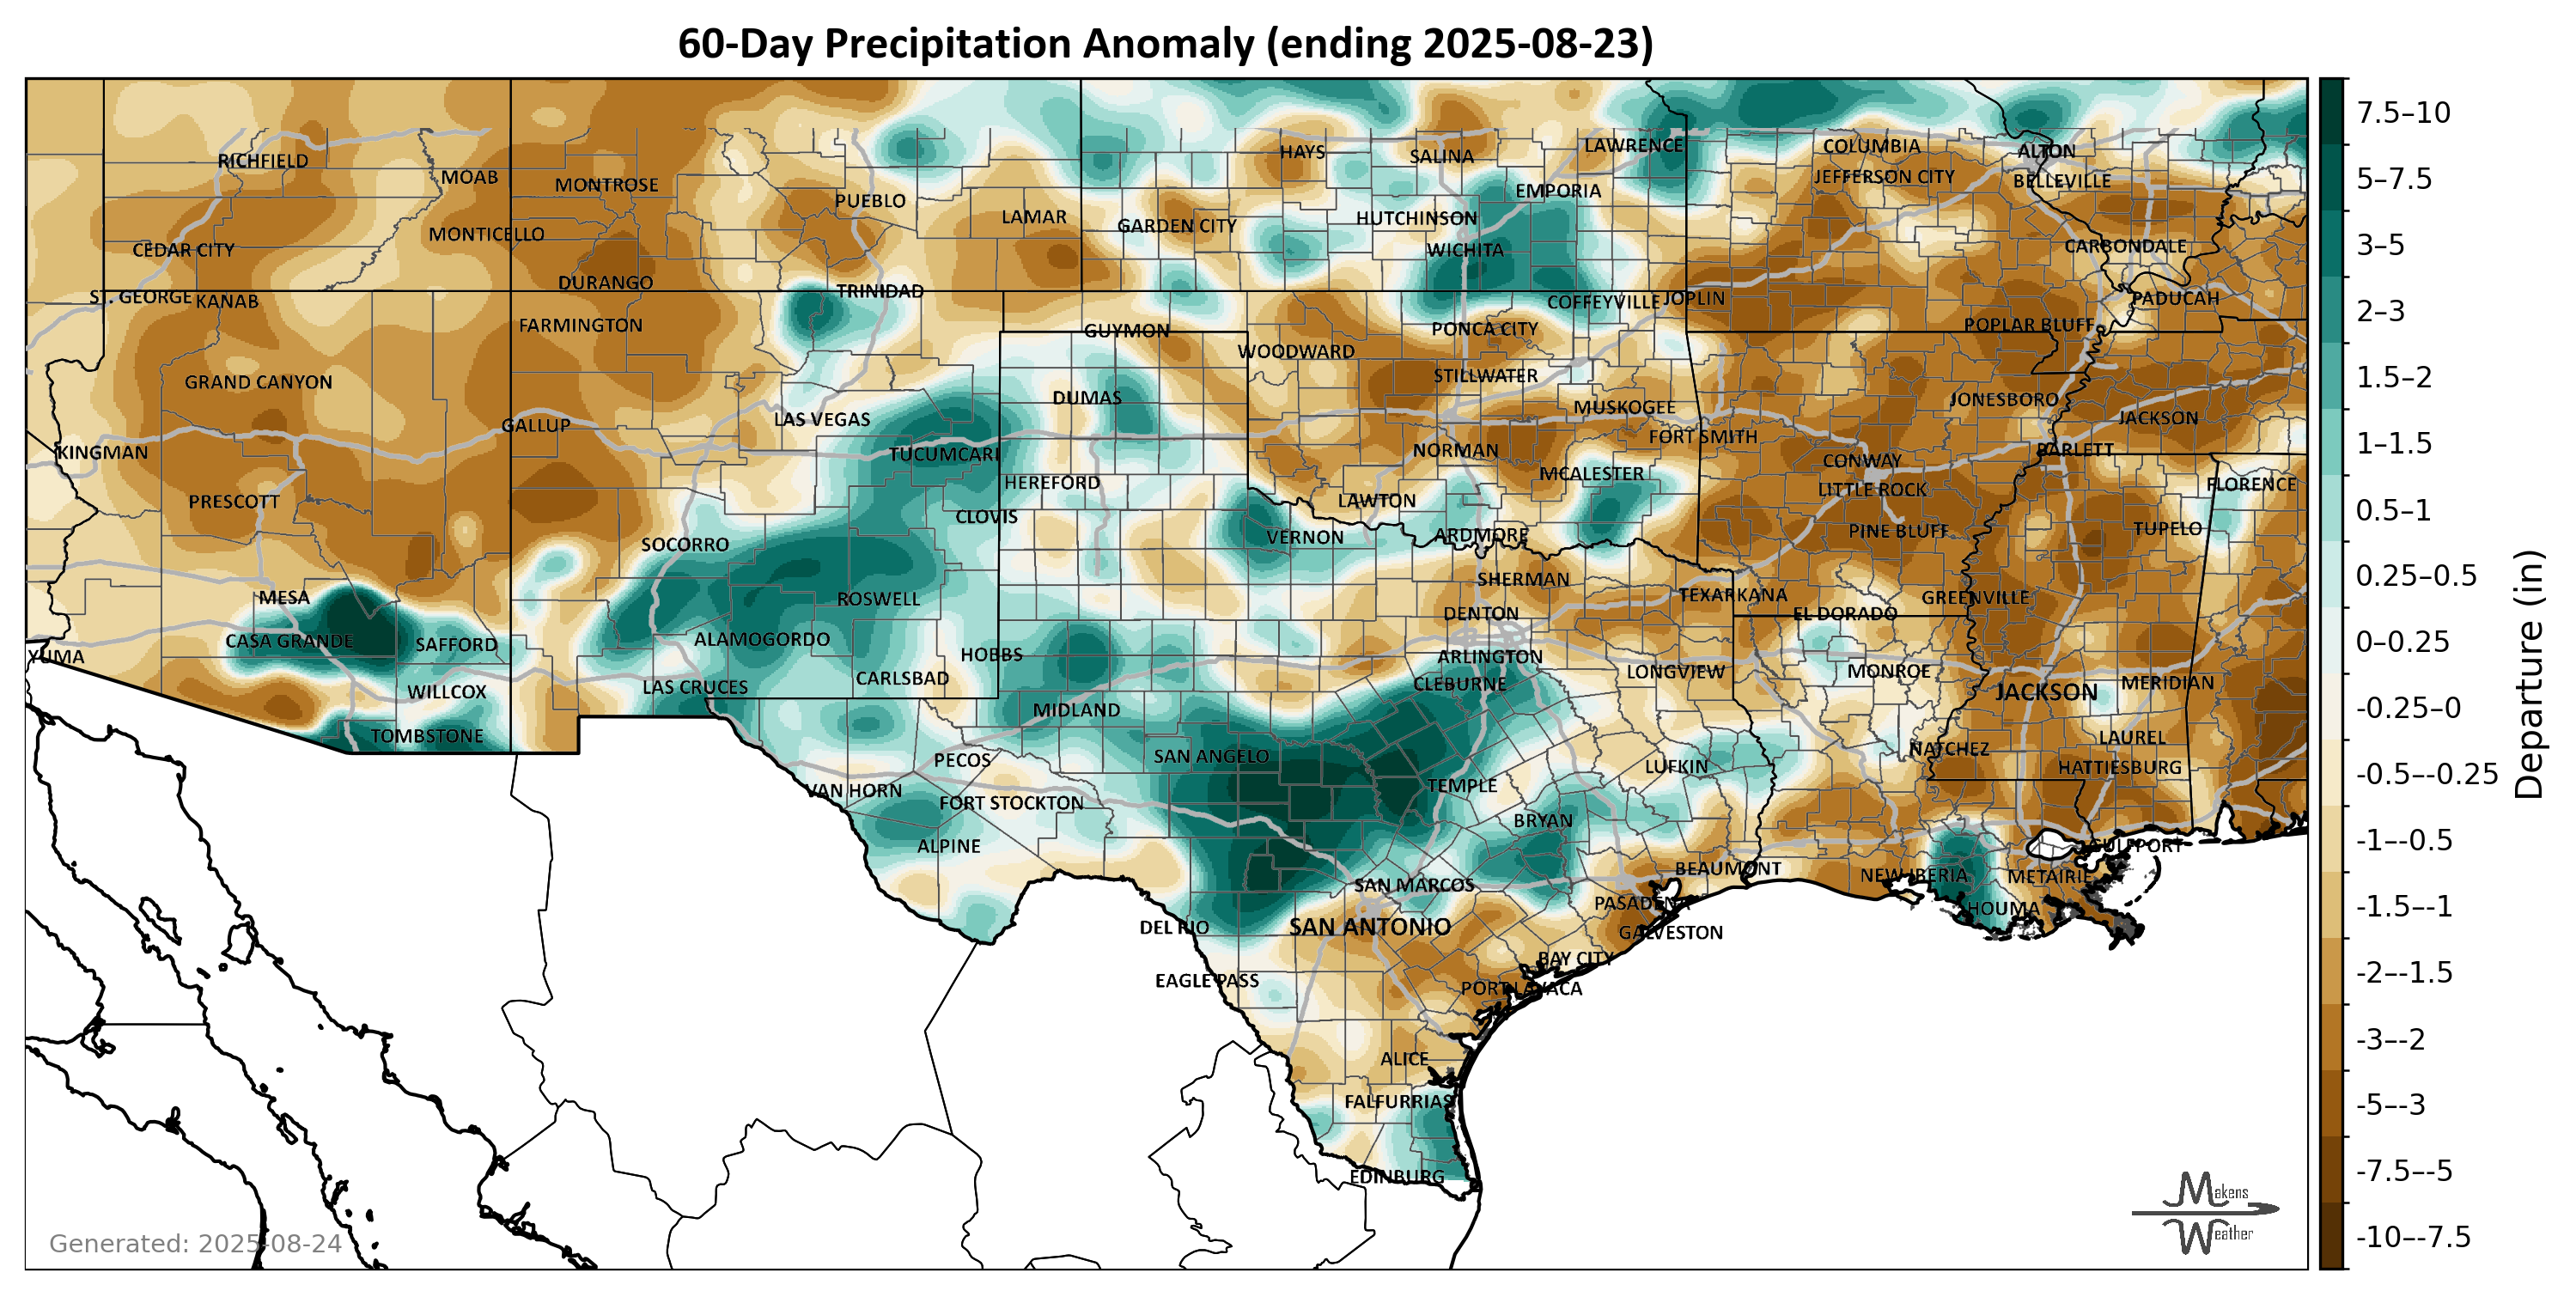 60-Day Precipitation Anomaly (ending 2025-08-23)
RICHFIELD
MOAB
MONTROSE
PUEBLO
LAMAR
HAYS
SALINA
LAWRENCE
COLUMBIA
ALTON
JEFFERSON CITY
BELLEVILLE
EMPORIA
GARDEN CITY
HUTCHINSON
MONTICELLO
CEDAR CITY
WICHITA
CARBONDALE
DURANGO
TRINIDAD
ST. GEORGE
KANAB
COFFEYVILLE
JOPLIN
PADUCAH
FARMINGTON
GUYMON
PONCA CITY
POPLAR BLUFF
WOODWARD
STILLWATER
GRAND CANYON
DUMAS
MUSKOGEE
JONESBORO
JACKSON
LAS VEGAS
GALLUP
FORT SMITH
KINGMAN
TUCUMCARI
NORMAN
BARLETT
CONWAY
MCALESTER
HEREFORD
LITTLE ROCK
FLORENCE
PRESCOTT
LAWTON
CLOVIS
PINE BLUFF
TUPELO
SOCORRO
VERNON
ARDMORE
SHERMAN
MESA
ROSWELL
TEXARKANA
GREENVILLE
DENTON
EL DORADO
CASA GRANDE
SAFFORD
ALAMOGORDO
YUMA
HOBBS
ARLINGTON
CARLSBAD
LONGVIEW
MONROE
CLEBURNE
MERIDIAN
WILLCOX
LAS CRUCES
JACKSON
MIDLAND
TOMBSTONE
LAUREL
NATCHEZ
SAN ANGELO
PECOS
LUFKIN
HATTIESBURG
TEMPLE
VAN HORN
FORT STOCKTON
BRYAN
ALPINE
GULFPORT
BEAUMONT
NEW IBERIA
METAIRIE
SAN MARCOS
PASADENA
HOUMA
DEL RIO
SAN ANTONIO
GALVESTON
BAY CITY
EAGLE PASS
PORT LAVACA
ALICE
FALFURRIAS
EDINBURG
7.5–10
5–7.5
3–5
2–3
1.5–2
1–1.5
0.5–1
0.25–0.5
0–0.25
-0.25–0
-0.5–-0.25
-1–-0.5
-1.5–-1
-2–-1.5
-3–-2
-5–-3
-7.5–-5
-10–-7.5
Departure (in)
Makens
Weather
Generated: 2025-08-24